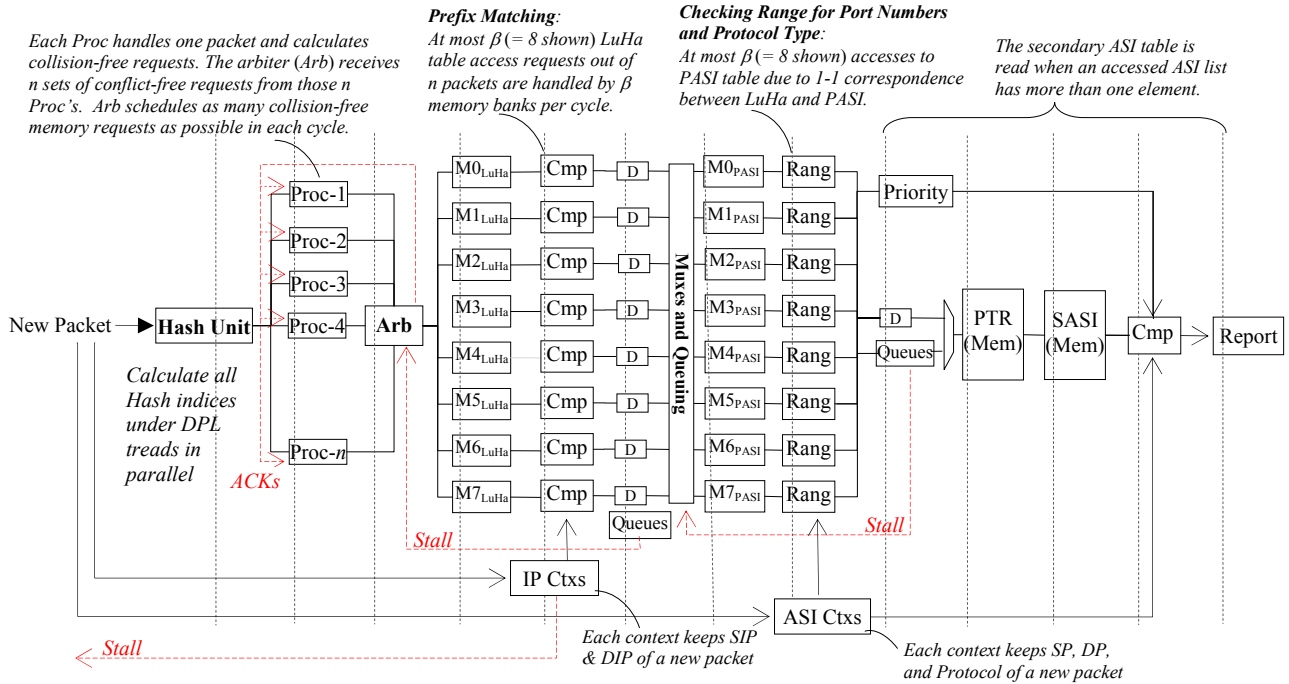 Each Proc handles one packet and calculates
collision-free requests. The arbiter (Arb) receives
n sets of conflict-free requests from those n
Proc's. Arb schedules as many collision-free
memory requests as possible in each cycle.
Prefix Matching:
At most β (= 8 shown) LuHa
table access requests out of
n packets are handled by β
memory banks per cycle.
Checking Range for Port Numbers
and Protocol Type:
At most β (= 8 shown) accesses to
PASI table due to 1-1 correspondence
between LuHa and PASI.
The secondary ASI table is
read when an accessed ASI list
has more than one element.
New Packet
Hash Unit
Calculate all
Hash indices
under DPL
treads in
parallel
Proc-1
Proc-2
Proc-3
Proc-4
Proc-n
ACKs
Arb
M0LuHa
M1LuHa
M2LuHa
M3LuHa
M4LuHa
M5LuHa
M6LuHa
M7LuHa
Cmp
Cmp
Cmp
Cmp
Cmp
Cmp
Cmp
Cmp
D
D
D
D
D
D
D
D
Queues
Stall
Muxes and Queuing
M0PASI
M1PASI
M2PASI
M3PASI
M4PASI
M5PASI
M6PASI
M7PASI
Rang
Rang
Rang
Rang
Rang
Rang
Rang
Rang
Stall
Priority
D
Queues
PTR
(Mem)
SASI
(Mem)
Cmp
Report
IP Ctxs
Each context keeps SIP
& DIP of a new packet
ASI Ctxs
Each context keeps SP, DP,
and Protocol of a new packet
Stall